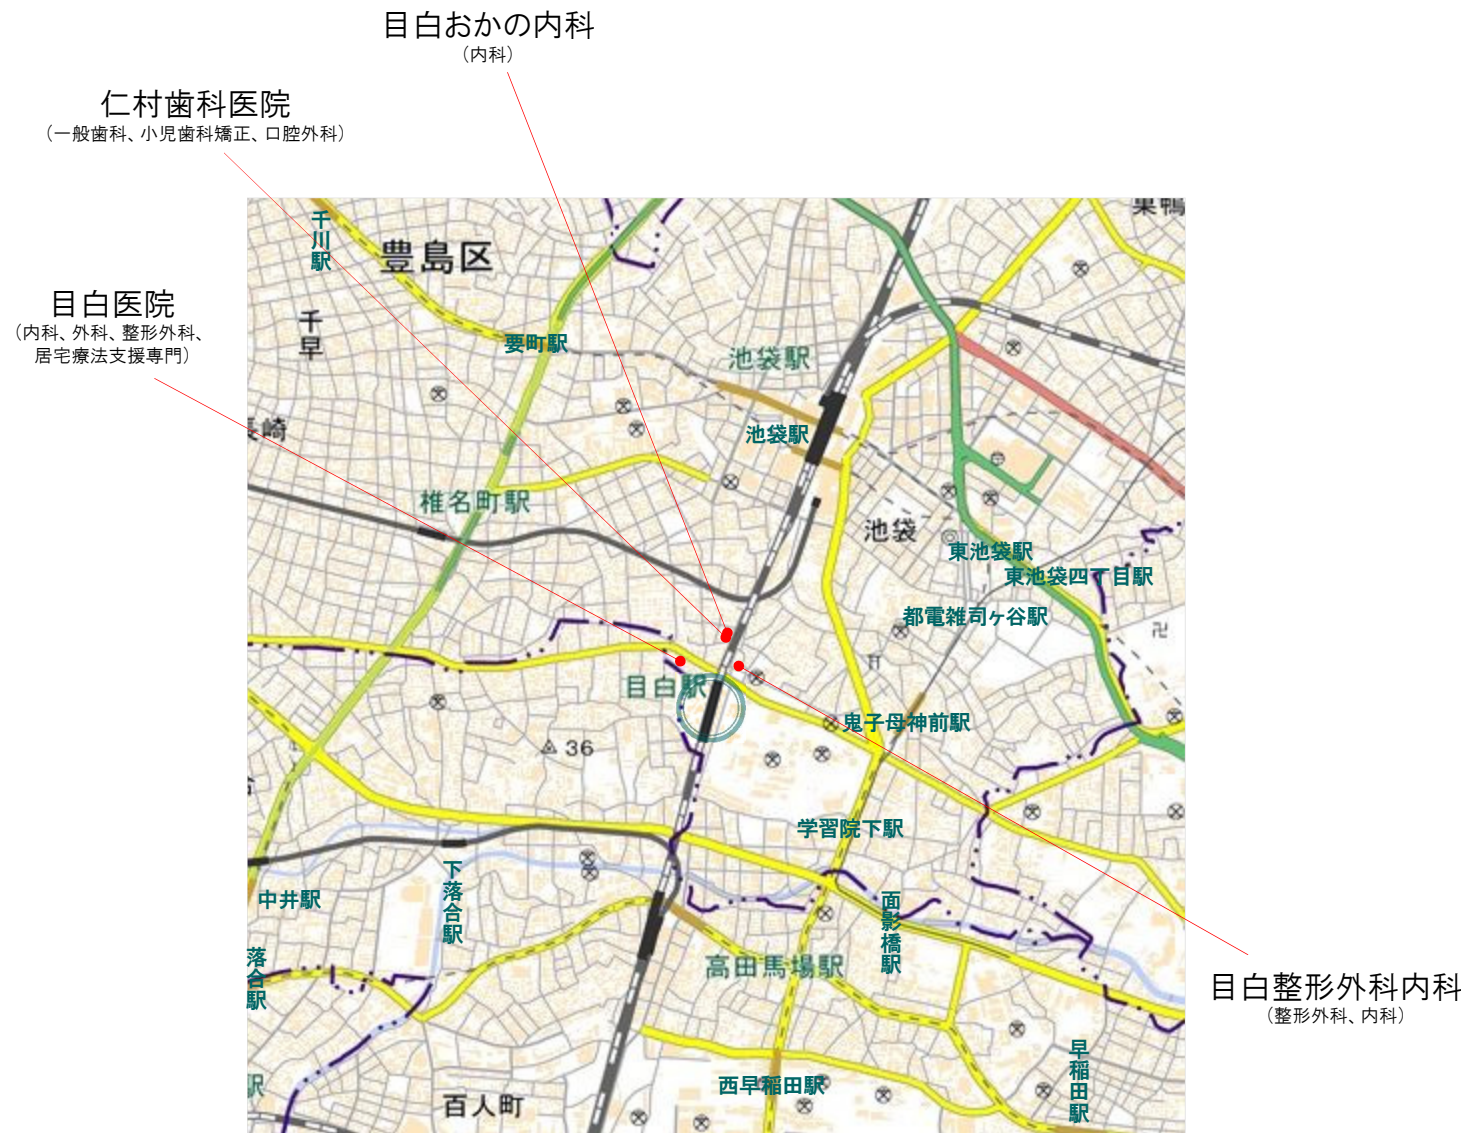 目白おかの内科
（内科）
仁村歯科医院
（一般歯科、小児歯科矯正、口腔外科）
目白医院
（内科、外科、整形外科、
居宅療法支援専門）
巣鴨
千川駅
豊島区
千早
要町駅
池袋駅
池袋駅
長崎
椎名町駅
池袋
東池袋駅
東池袋四丁目駅
都電雑司ヶ谷駅
目白駅
鬼子母神前駅
36
学習院下駅
下落合駅
中井駅
面影橋駅
落合駅
高田馬場駅
目白整形外科内科
（整形外科、内科）
早稲田駅
西早稲田駅
駅
百人町